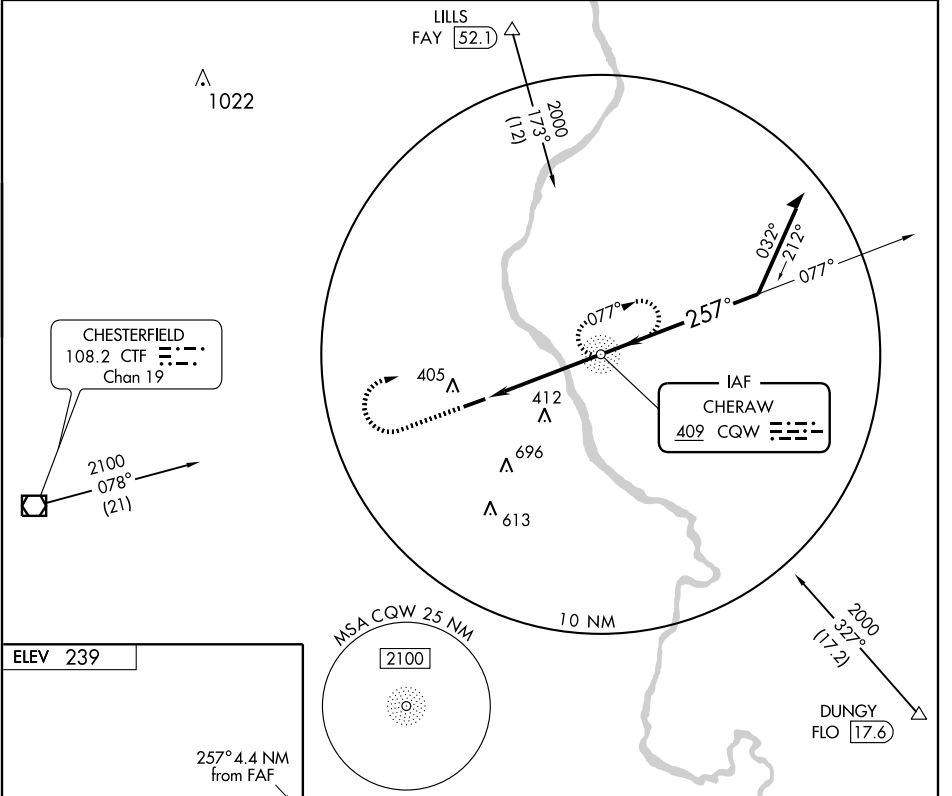 LILLS
FAY 52.1
1022
2000
173°
(12)
032°
212°
077°
257°
077°
CHESTERFIELD
108.2 CTF
Chan 19
405
412
IAF
CHERAW
409 CQW
696
2100
078°
(21)
613
10 NM
2000
327°
(17.2)
MSA CQW 25 NM
2100
ELEV 239
DUNGY
FLO 17.6
257° 4.4 NM
from FAF